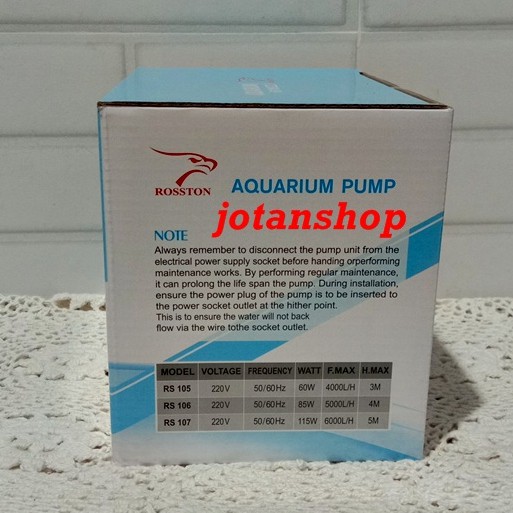 ROSSTON
AQUARIUM PUMP
jotanshop
NOTE
Always remember to disconnect the pump unit from the
electrical power supply socket before handing orperforming
maintenance works. By performing regular maintenance,
it can prolong the life span the pump. During installation,
ensure the power plug of the pump is to be inserted to
the power socket outlet at the hither point.
This is to ensure the water will not back
flow via the wire tothe socket outlet.
MODEL VOLTAGE FREQUENCY WATT F.MAX H.MAX
RS 105 220V 50/60Hz 60W 4000L/H 3M
RS 106 220V 50/60Hz 85W 5000L/H 4M
RS 107 220V 50/60Hz 115W 6000L/H 5M